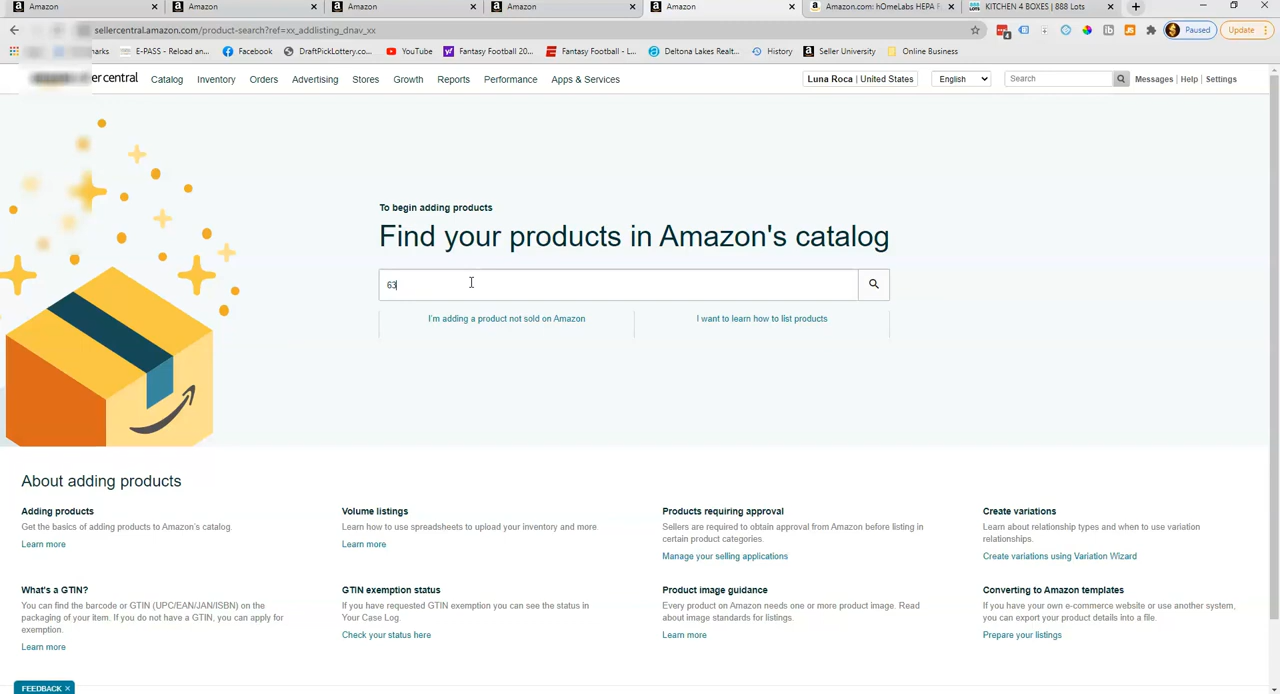 Amazon Amazon Amazon Amazon Amazon Amazon.com: hOmeLabs HEPA F KITCHEN 4 BOXES | 888 Lots
sellercentral.amazon.com/product-search?ref=xx_addlisting_dnav_xx Paused Update
E-PASS - Reload an... Facebook DraftPickLottery.co... YouTube Fantasy Football 20... Fantasy Football - L... Deltona Lakes Realt... History Seller University Online Business
er central Catalog Inventory Orders Advertising Stores Growth Reports Performance Apps & Services Luna Roca | United States English Search Messages | Help | Settings
To begin adding products
Find your products in Amazon's catalog
63
I'm adding a product not sold on Amazon I want to learn how to list products
About adding products
Adding products
Get the basics of adding products to Amazon's catalog.
Learn more
Volume listings
Learn how to use spreadsheets to upload your inventory and more.
Learn more
Products requiring approval
Sellers are required to obtain approval from Amazon before listing in
certain product categories.
Manage your selling applications
Create variations
Learn about relationship types and when to use variation
relationships.
Create variations using Variation Wizard
What's a GTIN?
You can find the barcode or GTIN (UPC/EAN/JAN/ISBN) on the
packaging of your item. If you do not have a GTIN, you can apply for
exemption.
Learn more
GTIN exemption status
If you have requested GTIN exemption you can see the status in
Your Case Log.
Check your status here
Product image guidance
Every product on Amazon needs one or more product image. Read
about image standards for listings.
Learn more
Converting to Amazon templates
If you have your own e-commerce website or use another system,
you can export your product details into a file.
Prepare your listings
FEEDBACK ×